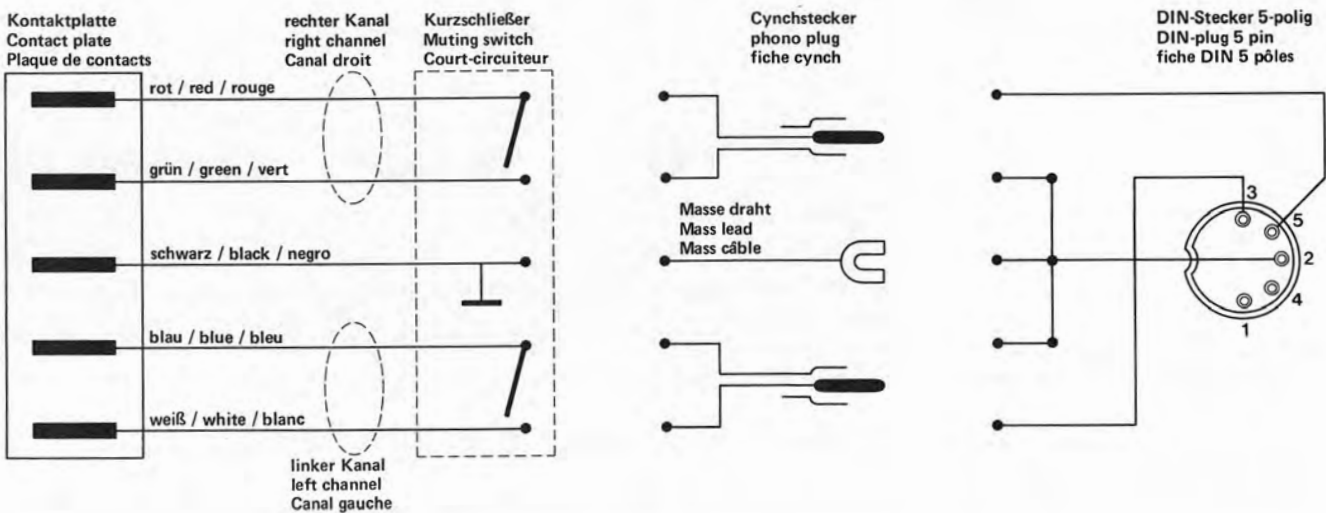 Kontaktplatte
Contact plate
Plaque de contacts
rechter Kanal
right channel
Canal droit
Kurzschließer
Muting switch
Court-circuiteur
Cynchstecker
phono plug
fiche cynch
DIN-Stecker 5-polig
DIN-plug 5 pin
fiche DIN 5 pôles
rot / red / rouge
grün / green / vert
schwarz / black / negro
blau / blue / bleu
weiß / white / blanc
linker Kanal
left channel
Canal gauche
Masse draht
Mass lead
Mass câble
3
5
2
4
1